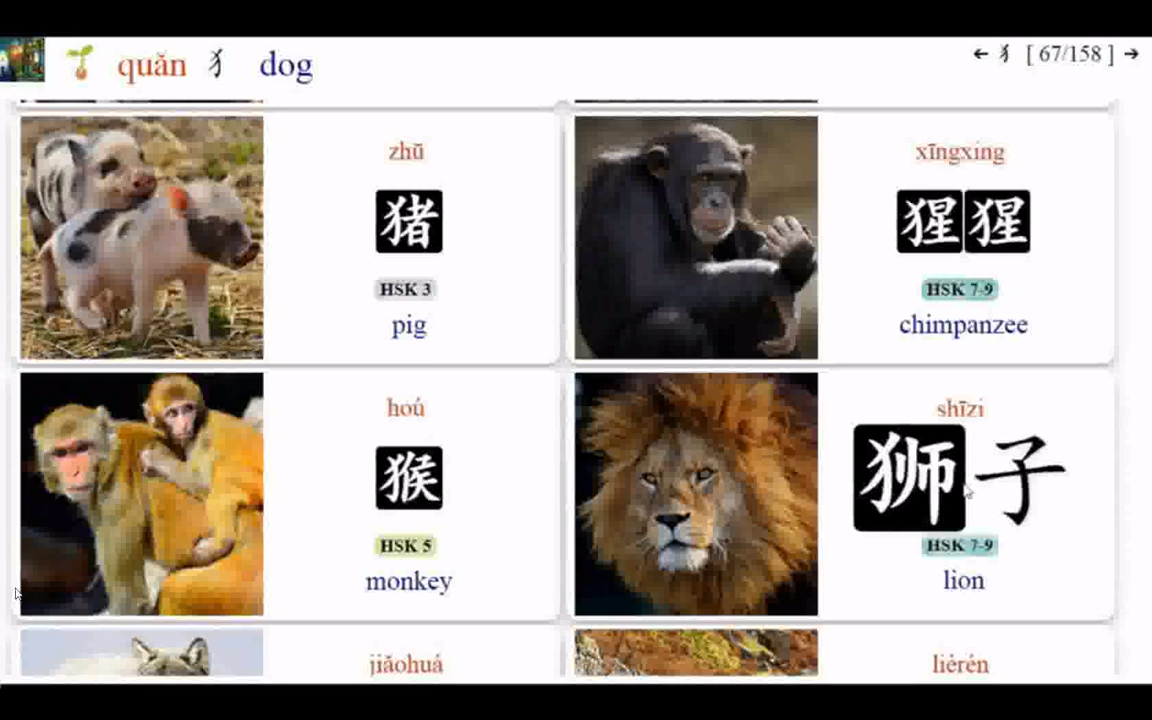 quǎn 犭 dog
← 犭 [ 67/158 ] →
zhū
猪
HSK 3
pig
xīngxing
猩猩
HSK 7-9
chimpanzee
hoú
猴
HSK 5
monkey
shīzi
狮子
HSK 7-9
lion
jiǎohuá
lièrén